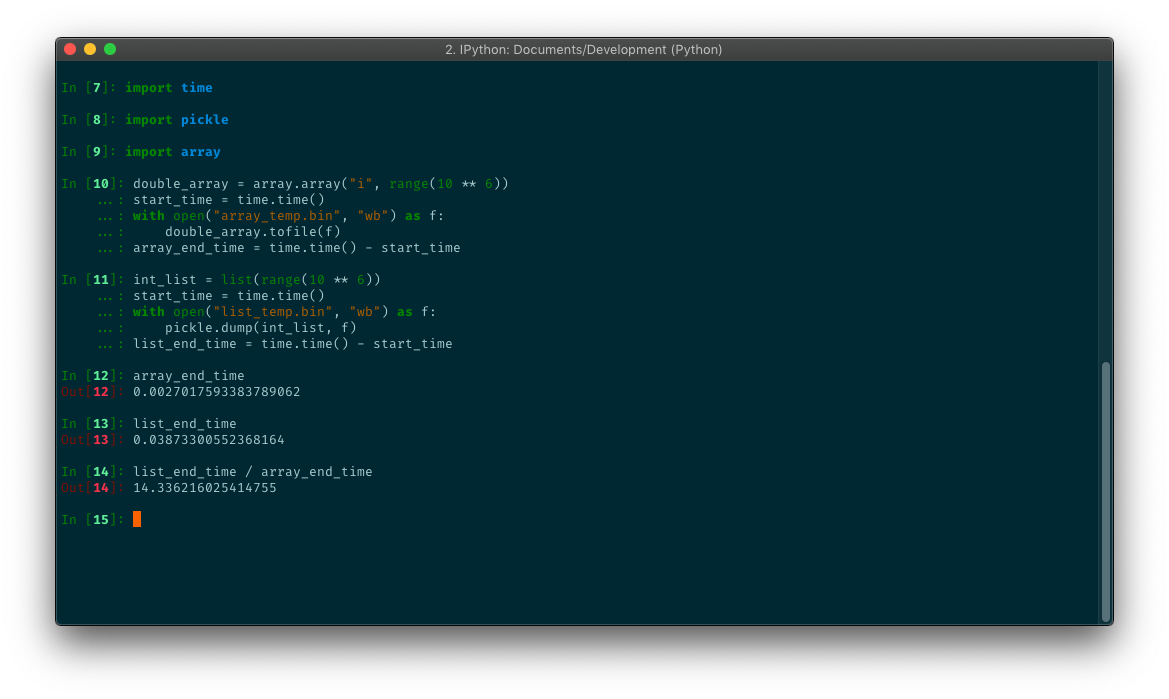 2. IPython: Documents/Development (Python)
In [7]: import time
In [8]: import pickle
In [9]: import array
In [10]: double_array = array.array("i", range(10 ** 6))
...: start_time = time.time()
...: with open("array_temp.bin", "wb") as f:
...:     double_array.tofile(f)
...: array_end_time = time.time() - start_time
In [11]: int_list = list(range(10 ** 6))
...: start_time = time.time()
...: with open("list_temp.bin", "wb") as f:
...:     pickle.dump(int_list, f)
...: list_end_time = time.time() - start_time
In [12]: array_end_time
Out[12]: 0.0027017593383789062
In [13]: list_end_time
Out[13]: 0.03873300552368164
In [14]: list_end_time / array_end_time
Out[14]: 14.336216025414755
In [15]: